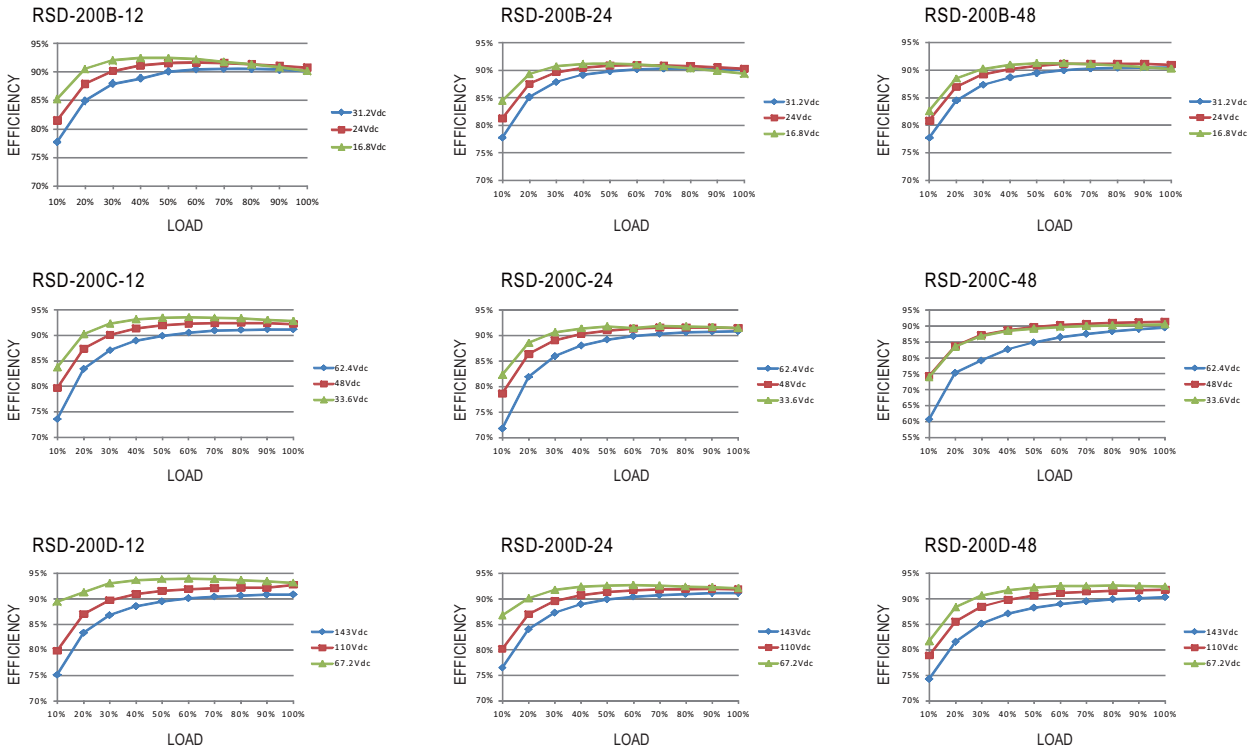 RSD-200B-12
EFFICIENCY
95%
90%
85%
80%
75%
70%
10% 20% 30% 40% 50% 60% 70% 80% 90% 100%
LOAD
31.2Vdc
24Vdc
16.8Vdc
RSD-200B-24
EFFICIENCY
95%
90%
85%
80%
75%
70%
10% 20% 30% 40% 50% 60% 70% 80% 90% 100%
LOAD
31.2Vdc
24Vdc
16.8Vdc
RSD-200B-48
EFFICIENCY
95%
90%
85%
80%
75%
70%
10% 20% 30% 40% 50% 60% 70% 80% 90% 100%
LOAD
31.2Vdc
24Vdc
16.8Vdc
RSD-200C-12
EFFICIENCY
95%
90%
85%
80%
75%
70%
10% 20% 30% 40% 50% 60% 70% 80% 90% 100%
LOAD
62.4Vdc
48Vdc
33.6Vdc
RSD-200C-24
EFFICIENCY
95%
90%
85%
80%
75%
70%
10% 20% 30% 40% 50% 60% 70% 80% 90% 100%
LOAD
62.4Vdc
48Vdc
33.6Vdc
RSD-200C-48
EFFICIENCY
95%
90%
85%
80%
75%
70%
65%
60%
55%
10% 20% 30% 40% 50% 60% 70% 80% 90% 100%
LOAD
62.4Vdc
48Vdc
33.6Vdc
RSD-200D-12
EFFICIENCY
95%
90%
85%
80%
75%
70%
10% 20% 30% 40% 50% 60% 70% 80% 90% 100%
LOAD
143Vdc
110Vdc
67.2Vdc
RSD-200D-24
EFFICIENCY
95%
90%
85%
80%
75%
70%
10% 20% 30% 40% 50% 60% 70% 80% 90% 100%
LOAD
143Vdc
110Vdc
67.2Vdc
RSD-200D-48
EFFICIENCY
95%
90%
85%
80%
75%
70%
10% 20% 30% 40% 50% 60% 70% 80% 90% 100%
LOAD
143Vdc
110Vdc
67.2Vdc